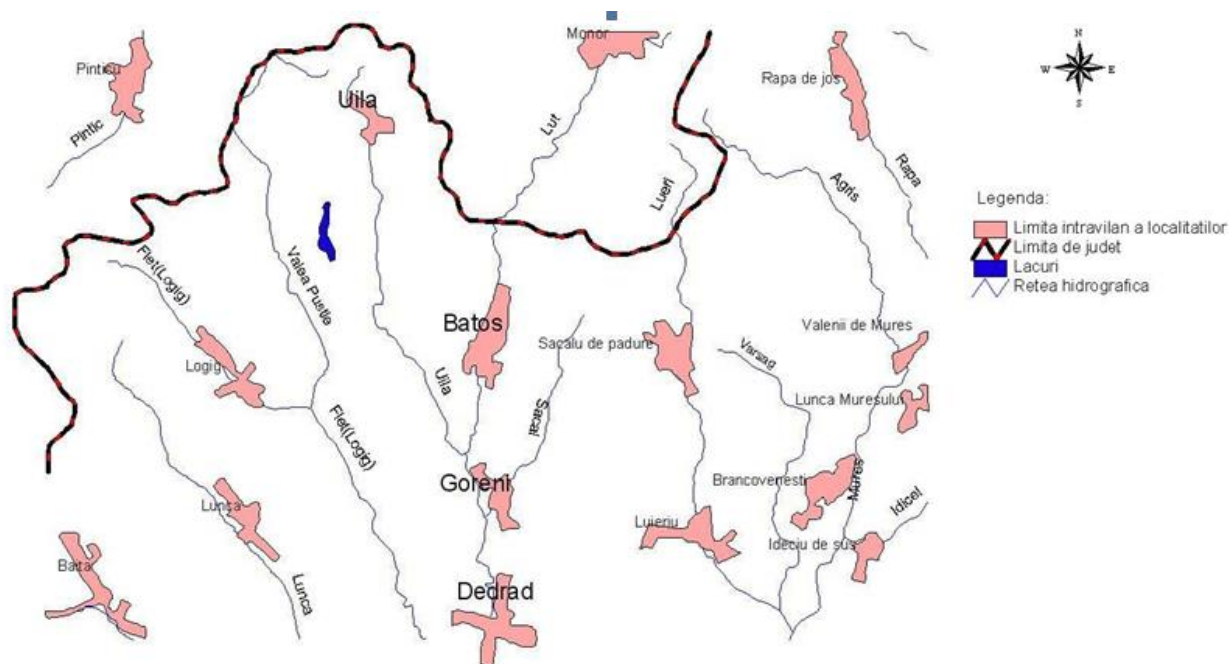 Monor
N
W
E
S
Pinticu
Rapa de jos
Uila
Pintic
Lut
Rapa
Lueri
Agris
Legenda:
Limita intravilan a localitatilor
Limita de judet
Lacuri
Retea hidrografica
Flet(Logig)
Valea Pustie
Batos
Valenii de Mures
Sacalu de padure
Varsag
Logig
Uila
Lunca Muresului
Sacal
Flet(Logig)
Goreni
Brancovenesti
Mures
Idicel
Lunca
Luieriu
Ideciu de sus
Baita
Lunca
Dedrad